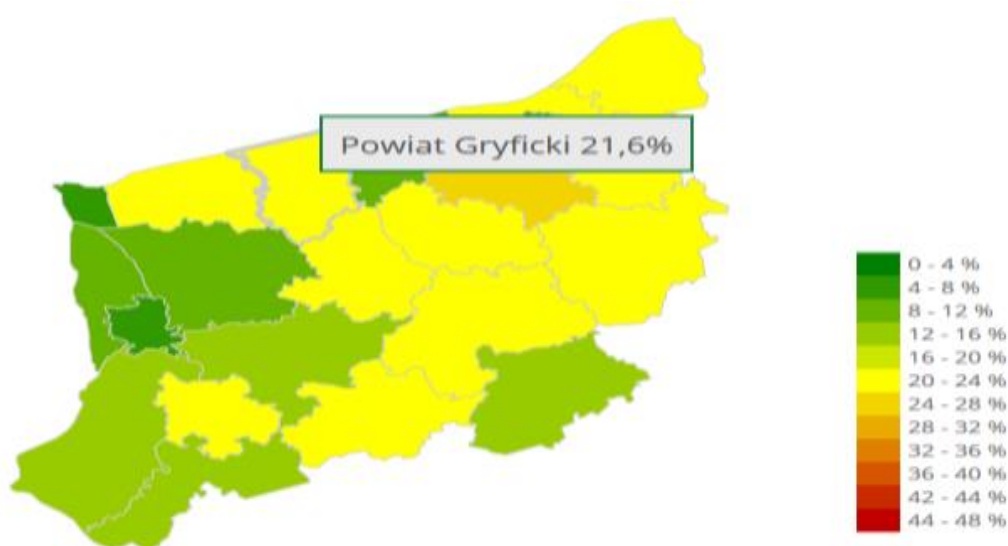 Powiat Gryficki 21,6%
0 - 4 %
4 - 8 %
8 - 12 %
12 - 16 %
16 - 20 %
20 - 24 %
24 - 28 %
28 - 32 %
32 - 36 %
36 - 40 %
42 - 44 %
44 - 48 %